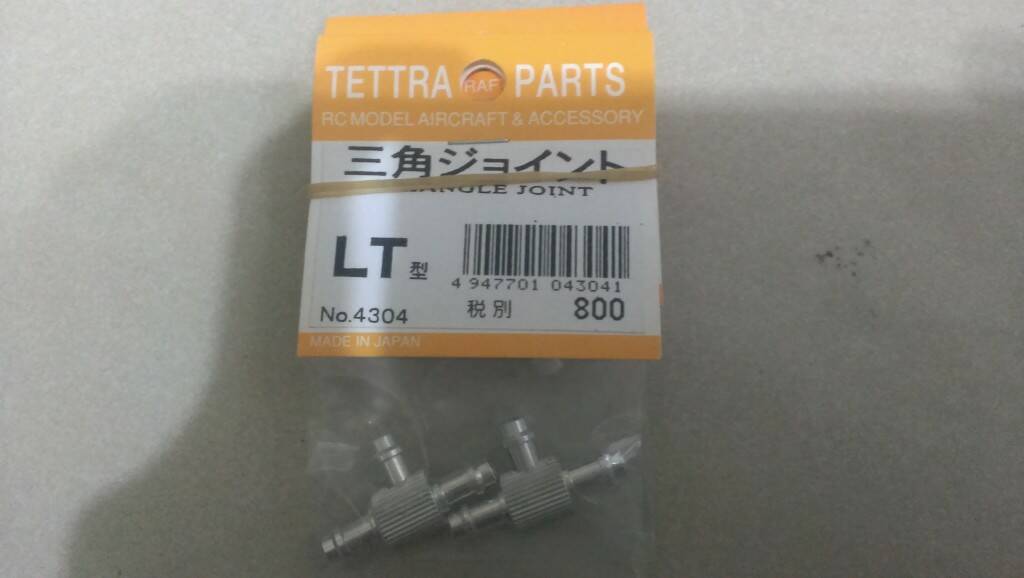 TETTRA RAF PARTS
RC MODEL AIRCRAFT & ACCESSORY
三角ジョイント
JOINT
LT型
4 947701 043041
No.4304 税別 800
MADE IN JAPAN